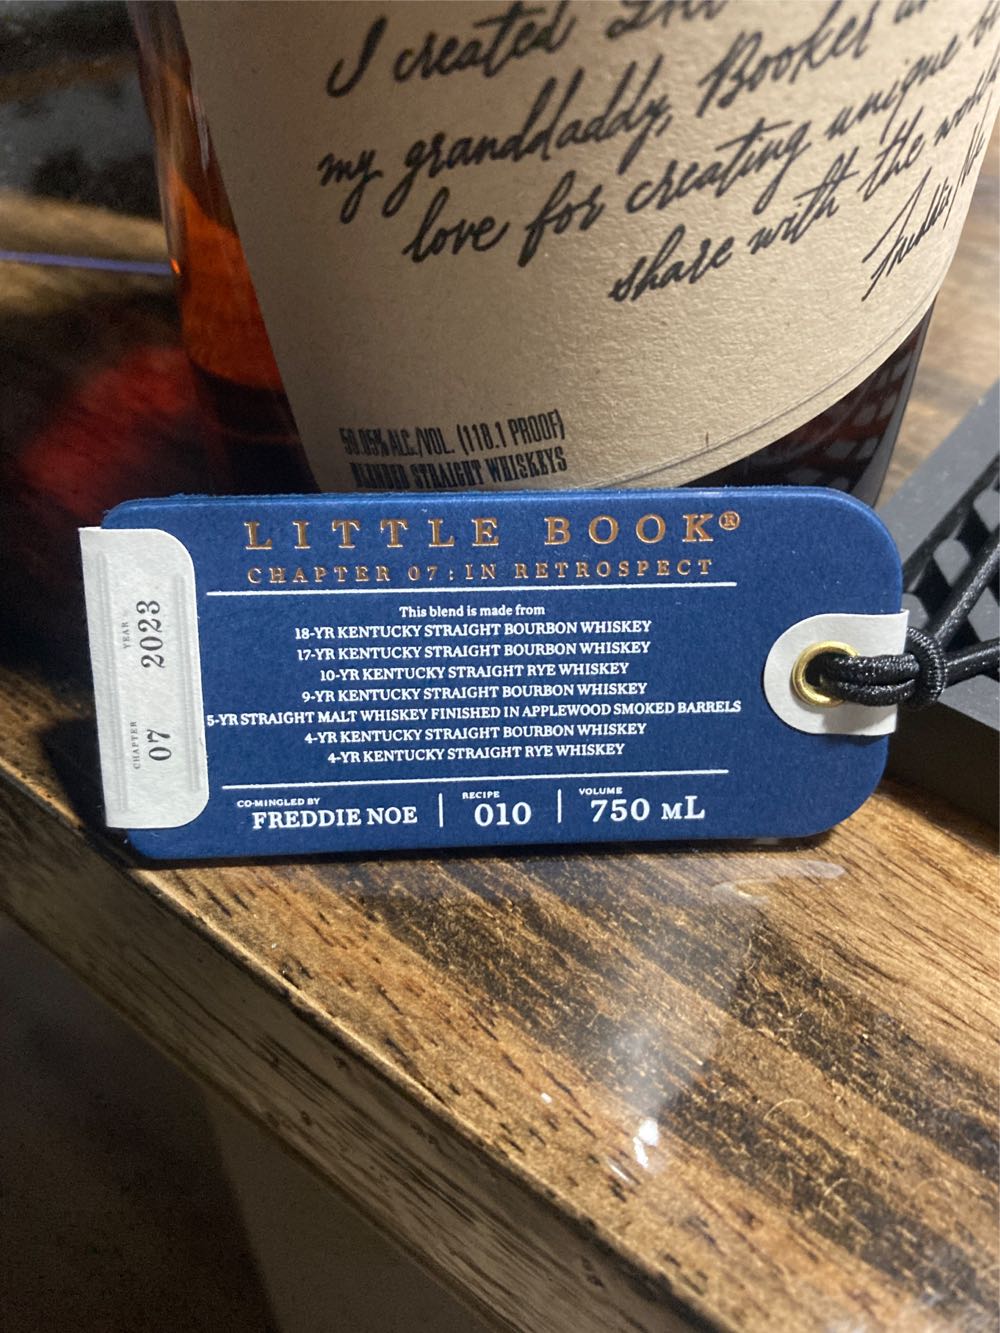 I created
my granddaddy, Booker
love for creating unique
share with the
Freddie
59.05% ALC./VOL. (118.1 PROOF)
BLENDED STRAIGHT WHISKEYS
LITTLE BOOK®
CHAPTER 07: IN RETROSPECT
This blend is made from
18-YR KENTUCKY STRAIGHT BOURBON WHISKEY
17-YR KENTUCKY STRAIGHT BOURBON WHISKEY
10-YR KENTUCKY STRAIGHT RYE WHISKEY
9-YR KENTUCKY STRAIGHT BOURBON WHISKEY
5-YR STRAIGHT MALT WHISKEY FINISHED IN APPLEWOOD SMOKED BARRELS
4-YR KENTUCKY STRAIGHT BOURBON WHISKEY
4-YR KENTUCKY STRAIGHT RYE WHISKEY
CO-MINGLED BY
FREDDIE NOE
RECIPE
010
VOLUME
750 mL
CHAPTER
07
YEAR
2023